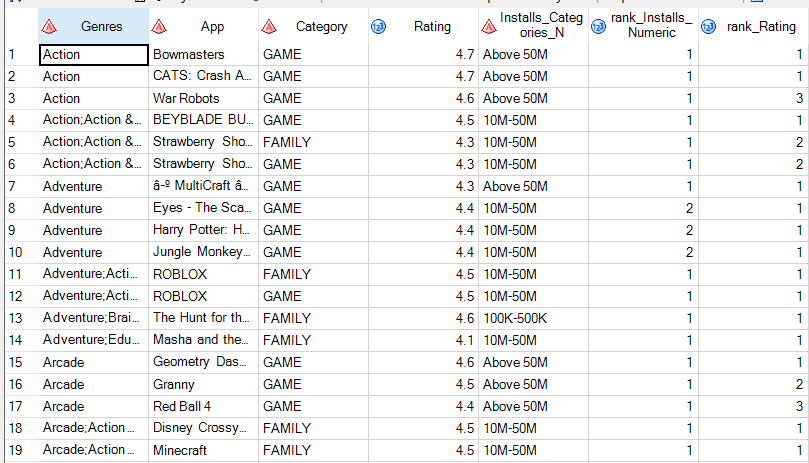 Genres App Category Rating Installs_Categories_N rank_Installs_Numeric rank_Rating
1 Action Bowmasters GAME 4.7 Above 50M 1 1
2 Action CATS: Crash A... GAME 4.7 Above 50M 1 1
3 Action War Robots GAME 4.6 Above 50M 1 3
4 Action;Action &... BEYBLADE BU... GAME 4.5 10M-50M 1 1
5 Action;Action &... Strawberry Sho... FAMILY 4.3 10M-50M 1 2
6 Action;Action &... Strawberry Sho... GAME 4.3 10M-50M 1 2
7 Adventure â–º MultiCraft â... GAME 4.3 Above 50M 1 1
8 Adventure Eyes - The Sca... GAME 4.4 10M-50M 2 1
9 Adventure Harry Potter: H... GAME 4.4 10M-50M 2 1
10 Adventure Jungle Monkey... GAME 4.4 10M-50M 2 1
11 Adventure;Acti... ROBLOX FAMILY 4.5 10M-50M 1 1
12 Adventure;Acti... ROBLOX GAME 4.5 10M-50M 1 1
13 Adventure;Brai... The Hunt for th... FAMILY 4.6 100K-500K 1 1
14 Adventure;Edu... Masha and the... FAMILY 4.1 10M-50M 1 1
15 Arcade Geometry Das... GAME 4.6 Above 50M 1 1
16 Arcade Granny GAME 4.5 Above 50M 1 2
17 Arcade Red Ball 4 GAME 4.4 Above 50M 1 3
18 Arcade;Action... Disney Crossy... FAMILY 4.5 10M-50M 1 1
19 Arcade;Action... Minecraft FAMILY 4.5 10M-50M 1 1